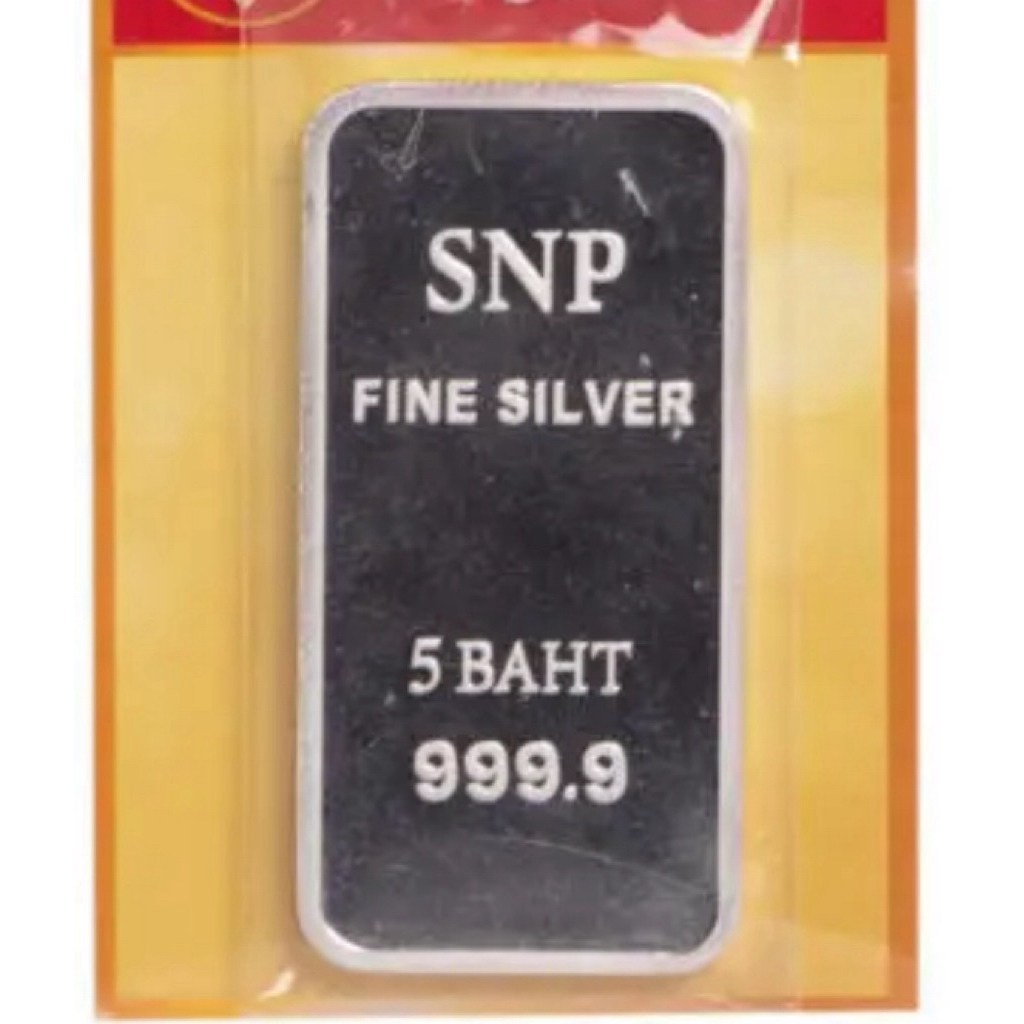 SNP
FINE SILVER
5 BAHT
999.9